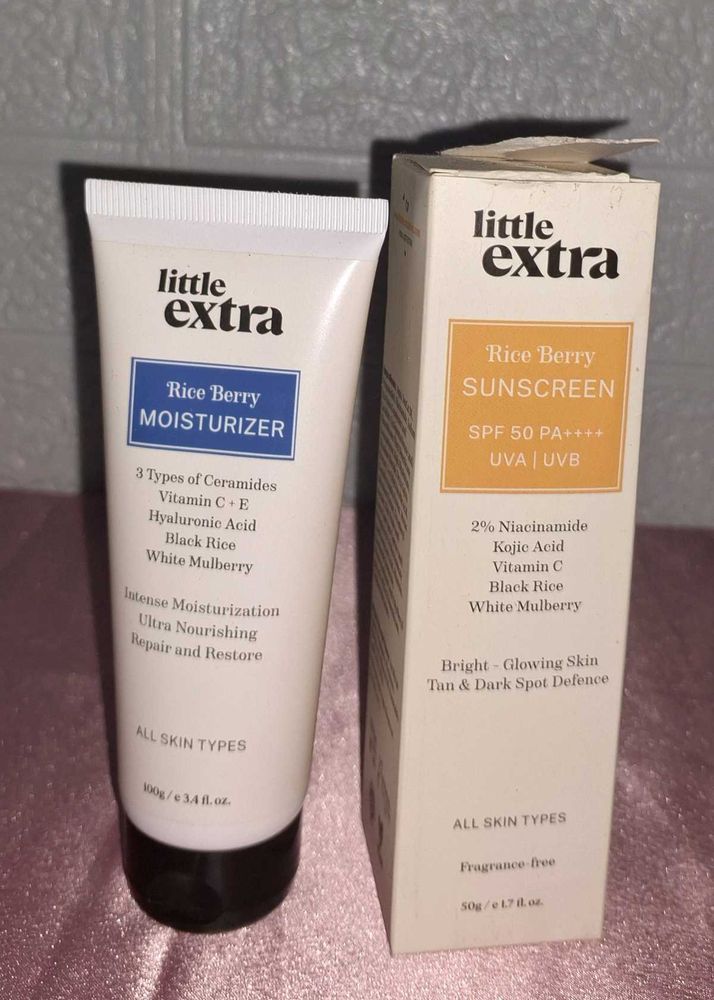 little
extra
Rice Berry
MOISTURIZER
3 Types of Ceramides
Vitamin C + E
Hyaluronic Acid
Black Rice
White Mulberry
Intense Moisturization
Ultra Nourishing
Repair and Restore
ALL SKIN TYPES
100g / e 3.4 fl. oz.
little
extra
Rice Berry
SUNSCREEN
SPF 50 PA++++
UVA | UVB
2% Niacinamide
Kojic Acid
Vitamin C
Black Rice
White Mulberry
Bright - Glowing Skin
Tan & Dark Spot Defence
ALL SKIN TYPES
Fragrance-free
50g / e 1.7 fl. oz.